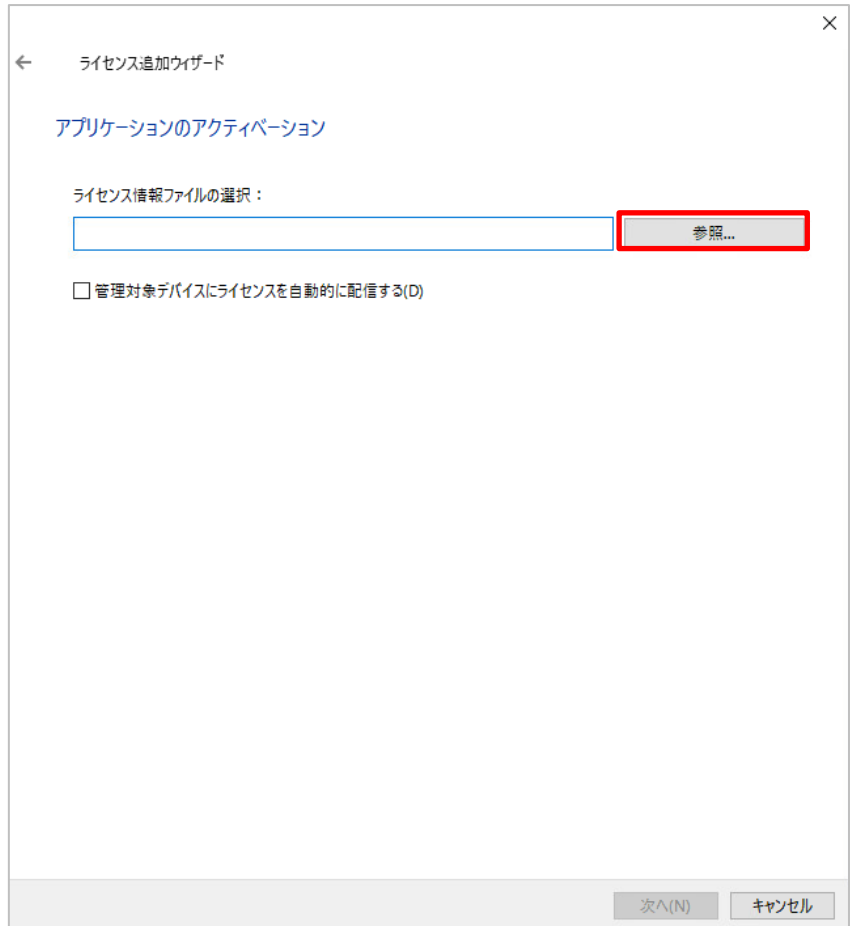 ライセンス追加ウィザード
アプリケーションのアクティベーション
ライセンス情報ファイルの選択：
参照...
管理対象デバイスにライセンスを自動的に配信する(D)
次へ(N)
キャンセル